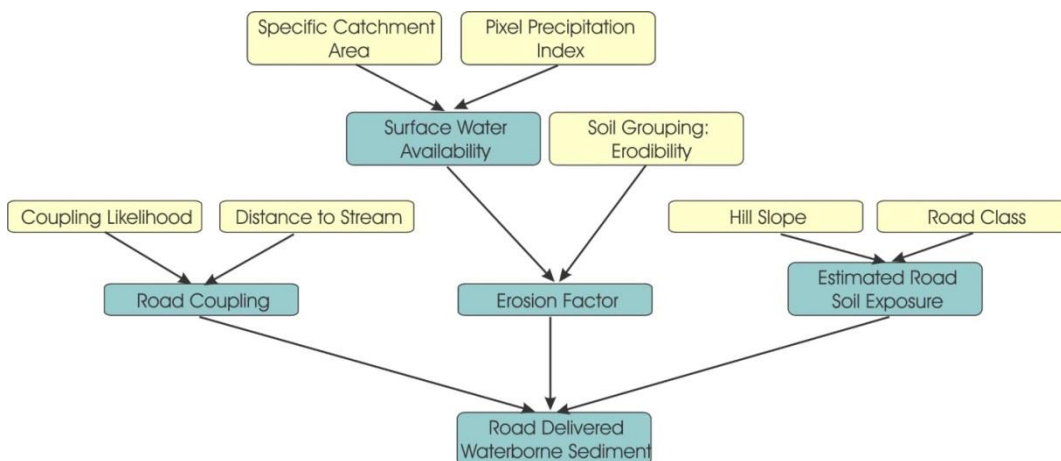 Specific Catchment
Area
Pixel Precipitation
Index
Surface Water
Availability
Soil Grouping:
Erodibility
Coupling Likelihood
Distance to Stream
Hill Slope
Road Class
Road Coupling
Erosion Factor
Estimated Road
Soil Exposure
Road Delivered
Waterborne Sediment